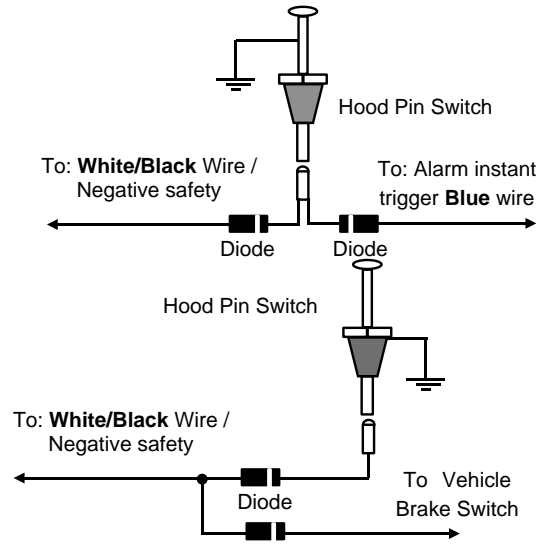 Hood Pin Switch
To: White/Black Wire /
Negative safety
To: Alarm instant
trigger Blue wire
Diode
Diode
Hood Pin Switch
To: White/Black Wire /
Negative safety
Diode
To Vehicle
Brake Switch